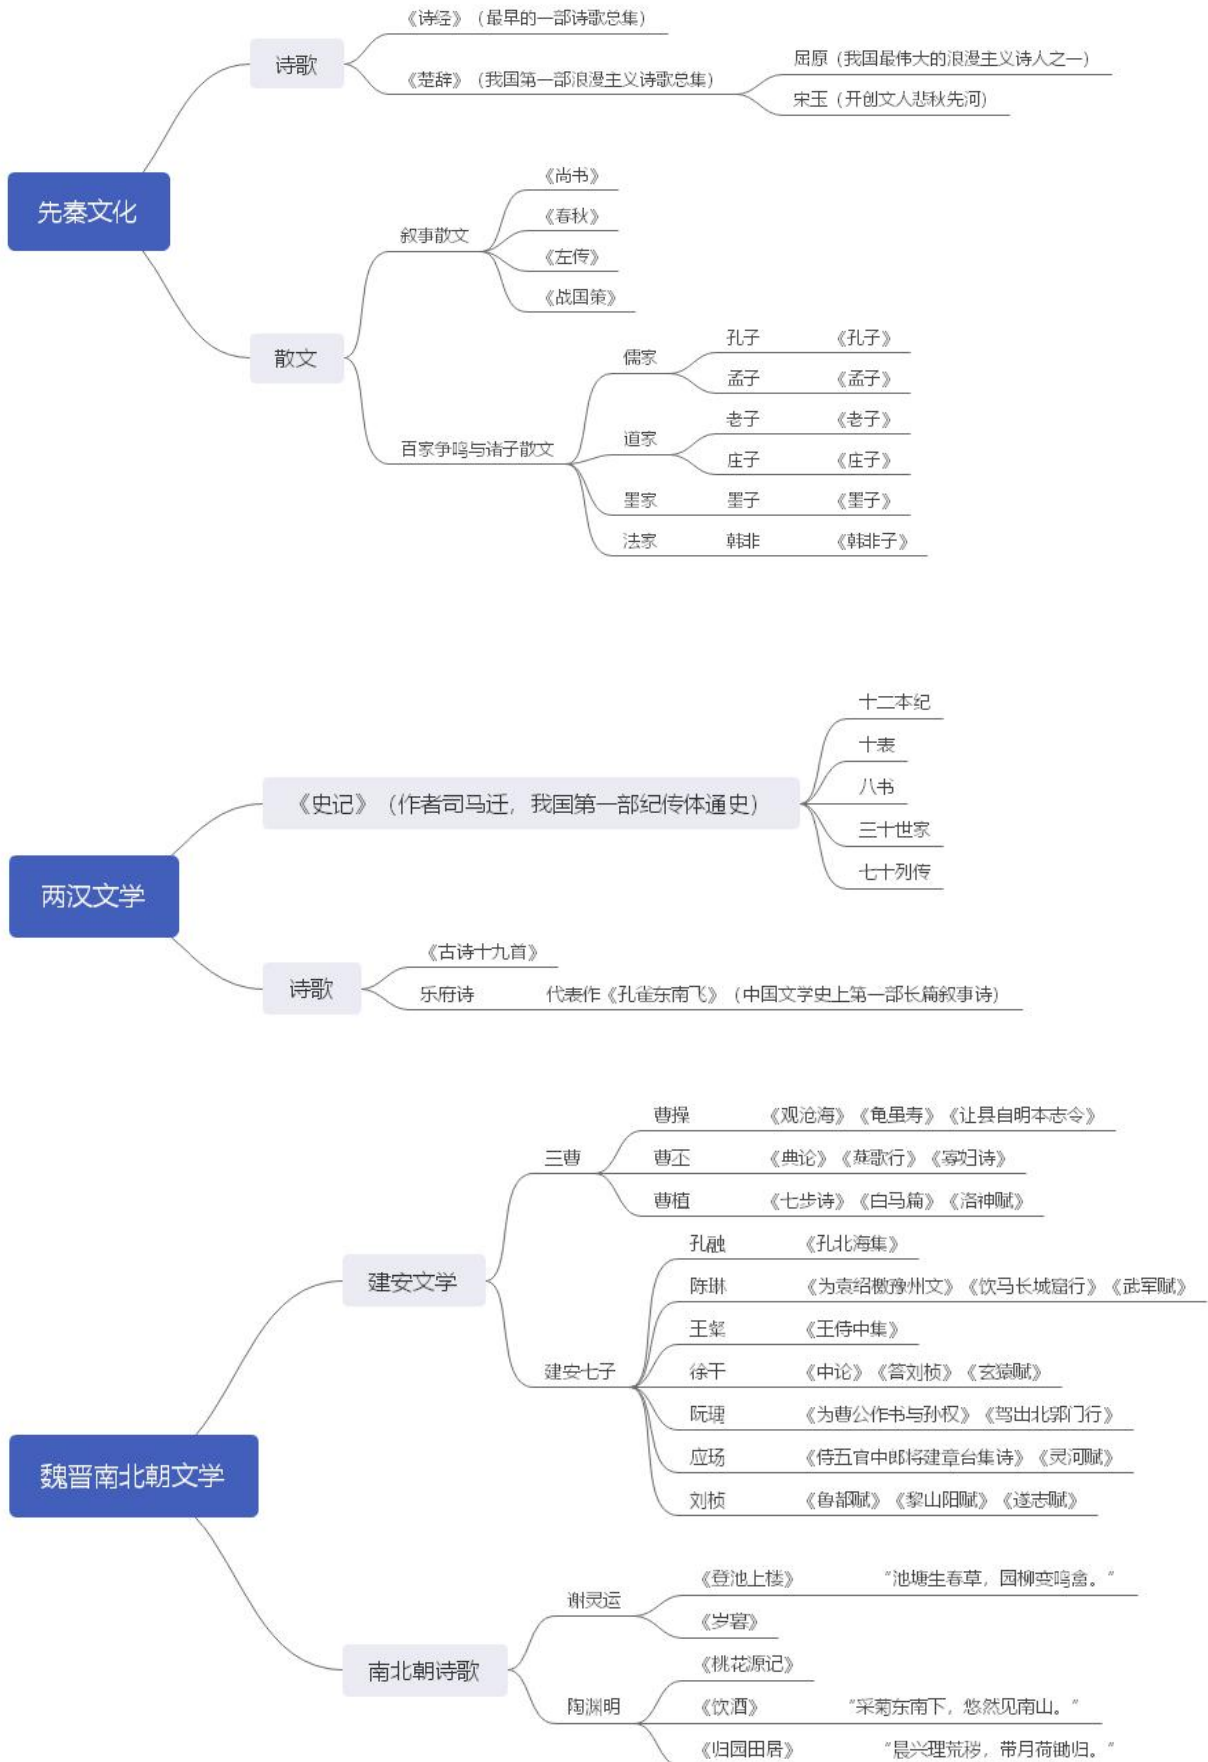 先秦文化
诗歌
《诗经》（最早的一部诗歌总集）
《楚辞》（我国第一部浪漫主义诗歌总集）
屈原（我国最伟大的浪漫主义诗人之一）
宋玉（开创文人悲秋先河）
散文
叙事散文
《尚书》
《春秋》
《左传》
《战国策》
百家争鸣与诸子散文
儒家
孔子 《孔子》
孟子 《孟子》
道家
老子 《老子》
庄子 《庄子》
墨家 墨子 《墨子》
法家 韩非 《韩非子》
两汉文学
《史记》（作者司马迁，我国第一部纪传体通史）
十二本纪
十表
八书
三十世家
七十列传
诗歌
《古诗十九首》
乐府诗 代表作《孔雀东南飞》（中国文学史上第一部长篇叙事诗）
魏晋南北朝文学
建安文学
三曹
曹操 《观沧海》《龟虽寿》《让县自明本志令》
曹丕 《典论》《燕歌行》《寡妇诗》
曹植 《七步诗》《白马篇》《洛神赋》
建安七子
孔融 《孔北海集》
陈琳 《为袁绍檄豫州文》《饮马长城窟行》《武军赋》
王粲 《王侍中集》
徐干 《中论》《答刘桢》《玄猿赋》
阮瑀 《为曹公作书与孙权》《驾出北郭门行》
应玚 《侍五官中郎将建章台集诗》《灵河赋》
刘桢 《鲁都赋》《黎山阳赋》《遂志赋》
南北朝诗歌
谢灵运
《登池上楼》 “池塘生春草，园柳变鸣禽。”
《岁暮》
陶渊明
《桃花源记》
《饮酒》 “采菊东南下，悠然见南山。”
《归园田居》 “晨兴理荒秽，带月荷锄归。”